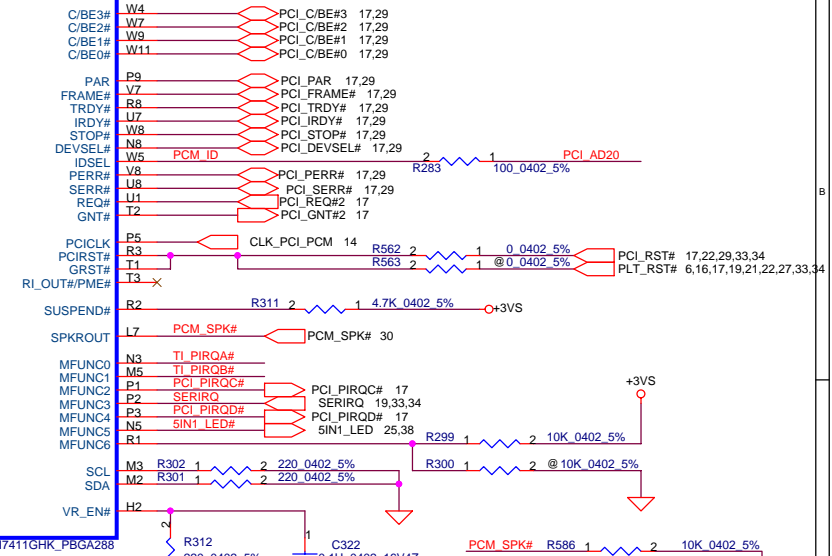 C/BE3# W4 PCI_C/BE#3 17,29
C/BE2# W7 PCI_C/BE#2 17,29
C/BE1# W9 PCI_C/BE#1 17,29
C/BE0# W11 PCI_C/BE#0 17,29
PAR P9 PCI_PAR 17,29
FRAME# V7 PCI_FRAME# 17,29
TRDY# R8 PCI_TRDY# 17,29
IRDY# U7 PCI_IRDY# 17,29
STOP# W8 PCI_STOP# 17,29
DEVSEL# N8 PCI_DEVSEL# 17,29
IDSEL W5 PCM_ID R283 2 1 100_0402_5% PCI_AD20
PERR# V8 PCI_PERR# 17,29
SERR# U8 PCI_SERR# 17,29
REQ# U1 PCI_REQ#2 17
GNT# T2 PCI_GNT#2 17
B
PCICLK P5 CLK_PCI_PCM 14
PCIRST# R3 R562 2 1 0_0402_5% PCI_RST# 17,22,29,33,34
GRST# T1 R563 2 1 @0_0402_5% PLT_RST# 6,16,17,19,21,22,27,33,34
RI_OUT#/PME# T3
SUSPEND# R2 R311 2 1 4.7K_0402_5% +3VS
SPKROUT L7 PCM_SPK# PCM_SPK# 30
MFUNC0 N3 TI_PIRQA#
MFUNC1 M5 TI_PIRQB#
MFUNC2 P1 PCI_PIRQC# PCI_PIRQC# 17
MFUNC3 P2 SERIRQ SERIRQ 19,33,34
MFUNC4 P3 PCI_PIRQD# PCI_PIRQD# 17
MFUNC5 N5 5IN1_LED# 5IN1_LED 25,38
+3VS
MFUNC6 R1 R299 1 2 10K_0402_5%
R300 1 2 @10K_0402_5%
SCL M3 R302 1 2 220_0402_5%
SDA M2 R301 1 2 220_0402_5%
VR_EN# H2
7411GHK_PBGA288 2 R312 1 C322 PCM_SPK# R586 1 2 10K_0402_5%